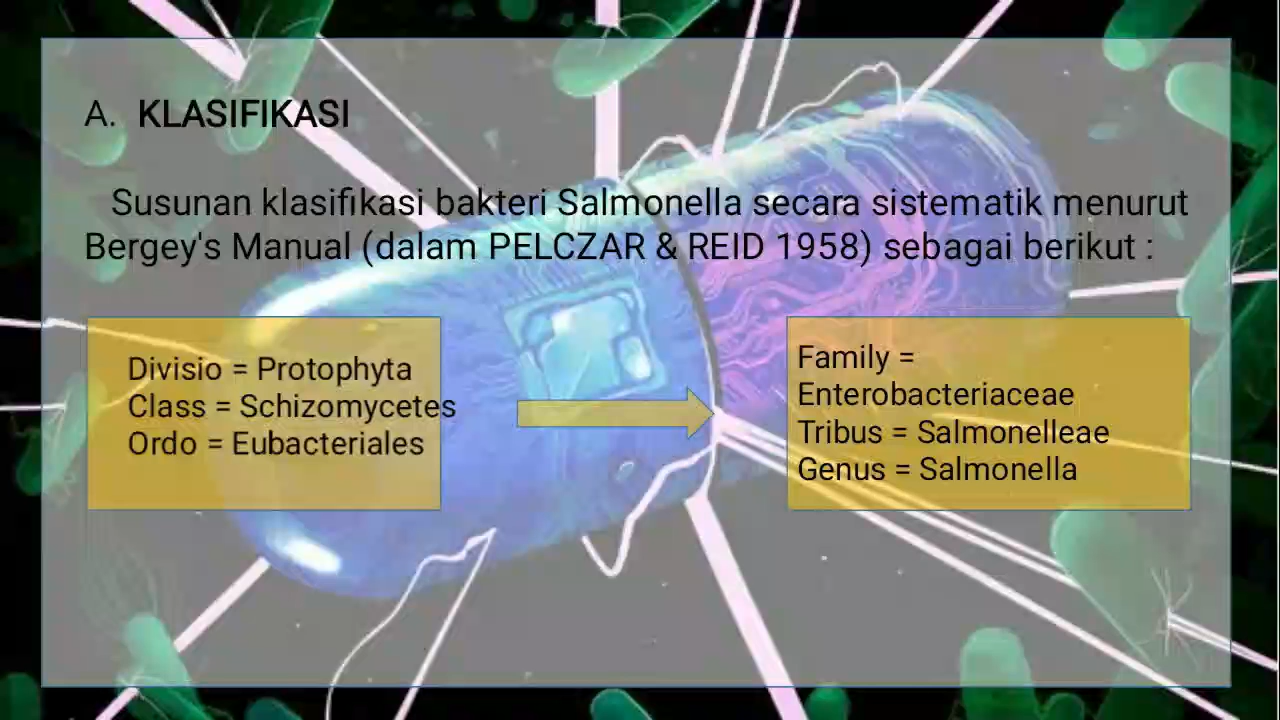 A. KLASIFIKASI
Susunan klasifikasi bakteri Salmonella secara sistematik menurut
Bergey's Manual (dalam PELCZAR & REID 1958) sebagai berikut :
Divisio = Protophyta
Class = Schizomycetes
Ordo = Eubacteriales
Family =
Enterobacteriaceae
Tribus = Salmonelleae
Genus = Salmonella